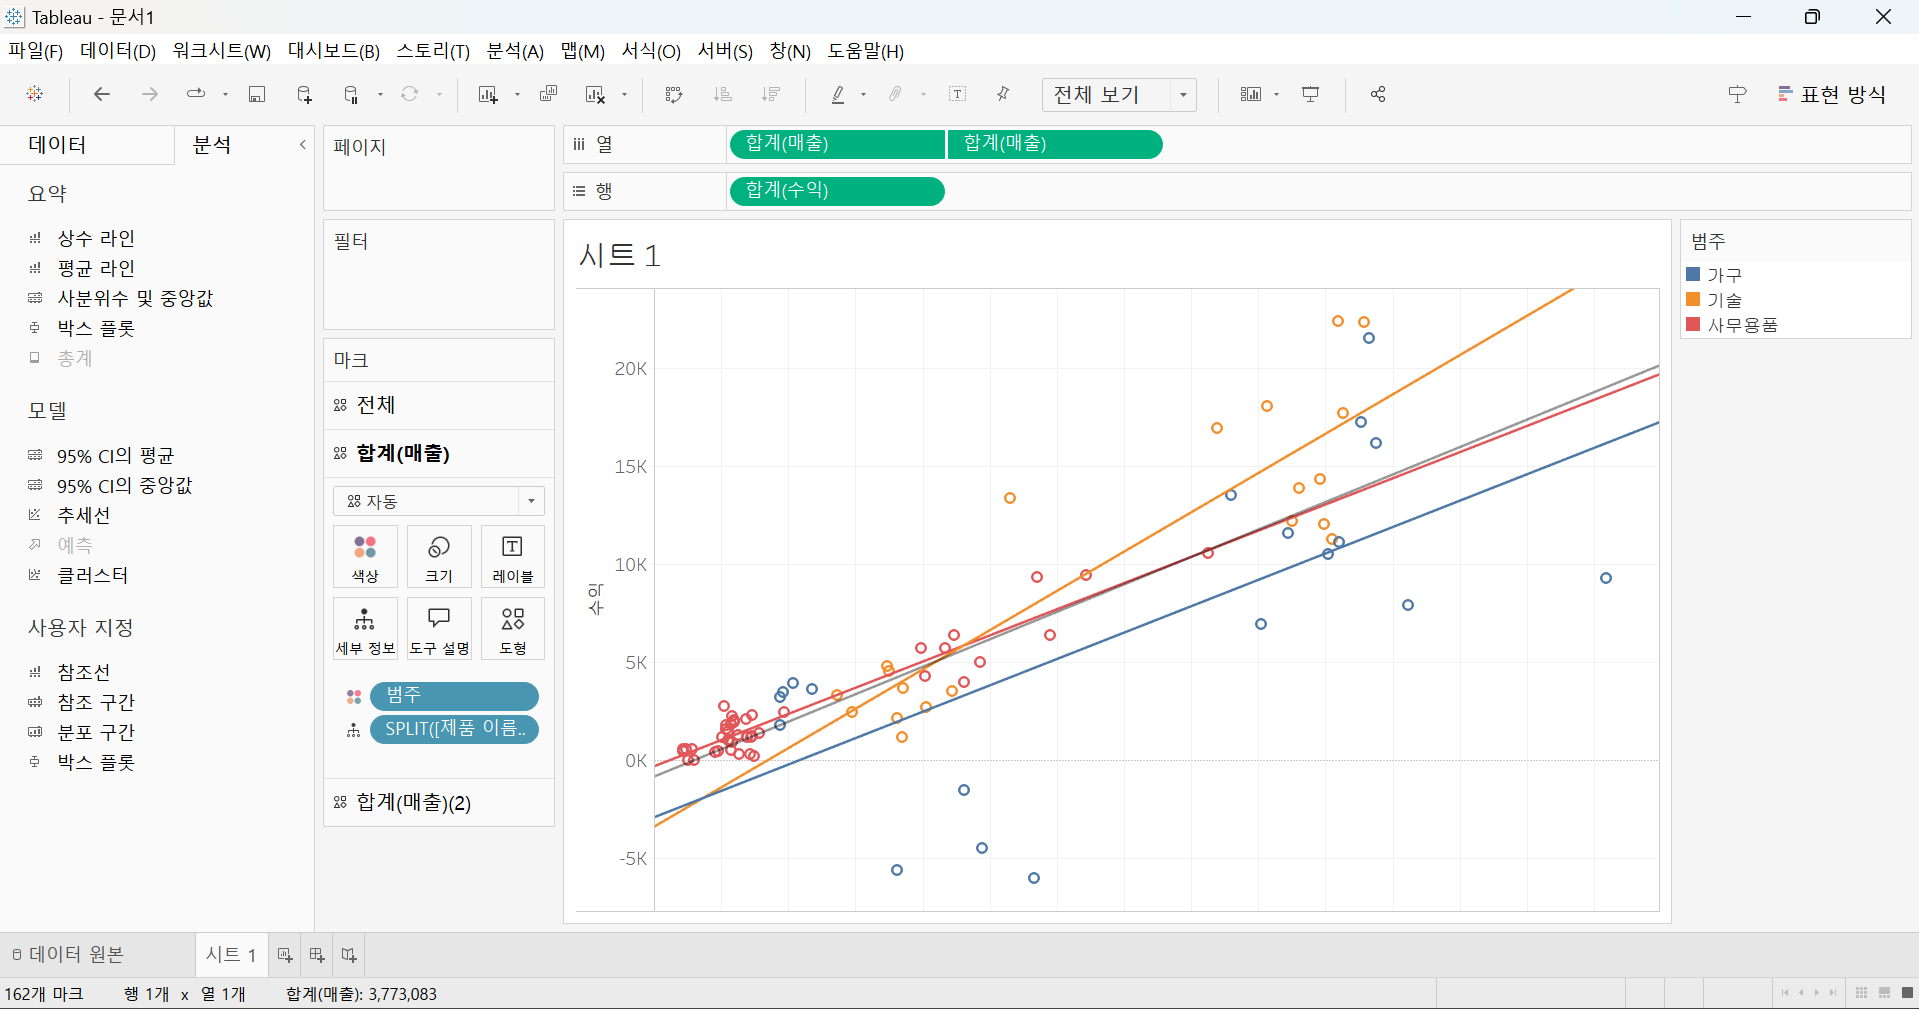 Tableau - 문서1
파일(F) 데이터(D) 워크시트(W) 대시보드(B) 스토리(T) 분석(A) 맵(M) 서식(O) 서버(S) 창(N) 도움말(H)
전체 보기
표현 방식
데이터
분석
요약
상수 라인
평균 라인
사분위수 및 중앙값
박스 플롯
총계
모델
95% CI의 평균
95% CI의 중앙값
추세선
예측
클러스터
사용자 지정
참조선
참조 구간
분포 구간
박스 플롯
페이지
필터
마크
전체
합계(매출)
자동
색상 크기 레이블
세부 정보 도구 설명 도형
범주
SPLIT([제품 이름..
합계(매출)(2)
열 합계(매출) 합계(매출)
행 합계(수익)
시트 1
20K
15K
10K
5K
0K
-5K
수익
범주
가구
기술
사무용품
데이터 원본 시트 1
162개 마크 행 1개 x 열 1개 합계(매출): 3,773,083